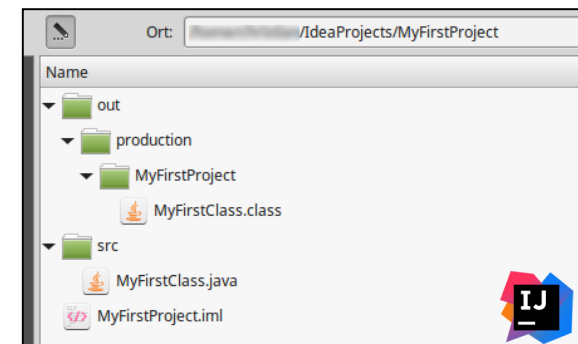 Ort: /IdeaProjects/MyFirstProject
Name
out
production
MyFirstProject
MyFirstClass.class
src
MyFirstClass.java
MyFirstProject.iml
IJ